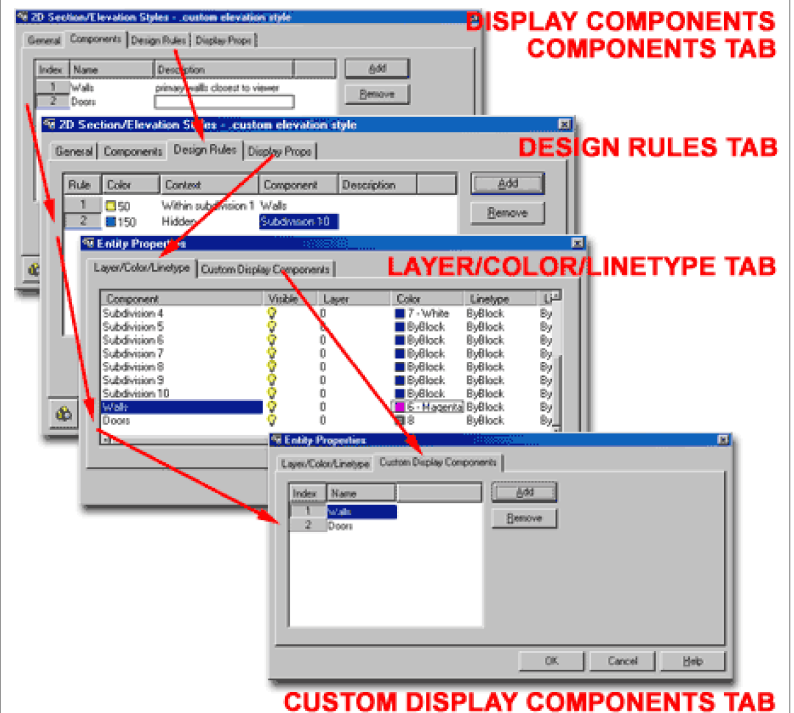 2D Section/Elevation Styles - .custom elevation style
DISPLAY COMPONENTS
COMPONENTS TAB
General Components Design Rules Display Props
Index Name Description Add
1 Walls primary walls closest to viewer
2 Doors Remove
2D Section/Elevation Styles - .custom elevation style
DESIGN RULES TAB
General Components Design Rules Display Props
Rule Color Context Component Description Add
1 50 Within subdivision 1 Walls
2 150 Hidden Subdivision 10 Remove
Entity Properties
LAYER/COLOR/LINETYPE TAB
Layer/Color/Linetype Custom Display Components
Component Visible Layer Color Linetype Li
Subdivision 4 0 7 - White ByBlock By
Subdivision 5 0 ByBlock ByBlock By
Subdivision 6 0 ByBlock ByBlock By
Subdivision 7 0 ByBlock ByBlock By
Subdivision 8 0 ByBlock ByBlock By
Subdivision 9 0 ByBlock ByBlock By
Subdivision 10 0 ByBlock ByBlock By
Walls 0 6 - Magenta ByBlock By
Doors 0 8 ByBlock By
Entity Properties
Layer/Color/Linetype Custom Display Components
Index Name Add
1 Walls
2 Doors Remove
OK Cancel Help
CUSTOM DISPLAY COMPONENTS TAB